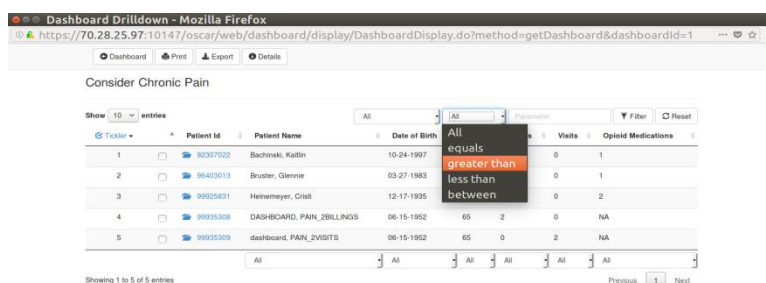 Dashboard Drilldown - Mozilla Firefox
https://70.28.25.97:10147/oscar/web/dashboard/display/DashboardDisplay.do?method=getDashboard&dashboardId=1
Dashboard Print Export Details
Consider Chronic Pain
Show 10 entries All All Parameter Filter Reset
Tickler Patient Id Patient Name Date of Birth s Visits Opioid Medications
All
equals
greater than
less than
between
1 92307022 Bachinski, Kaitlin 10-24-1997 0 1
2 96403013 Bruster, Glennie 03-27-1983 0 1
3 99925831 Heinemeyer, Cristi 12-17-1935 0 2
4 99935308 DASHBOARD, PAIN_2BILLINGS 06-15-1952 65 2 0 NA
5 99935309 dashboard, PAIN_2VISITS 06-15-1952 65 0 2 NA
All All All All All All
Showing 1 to 5 of 5 entries Previous 1 Next